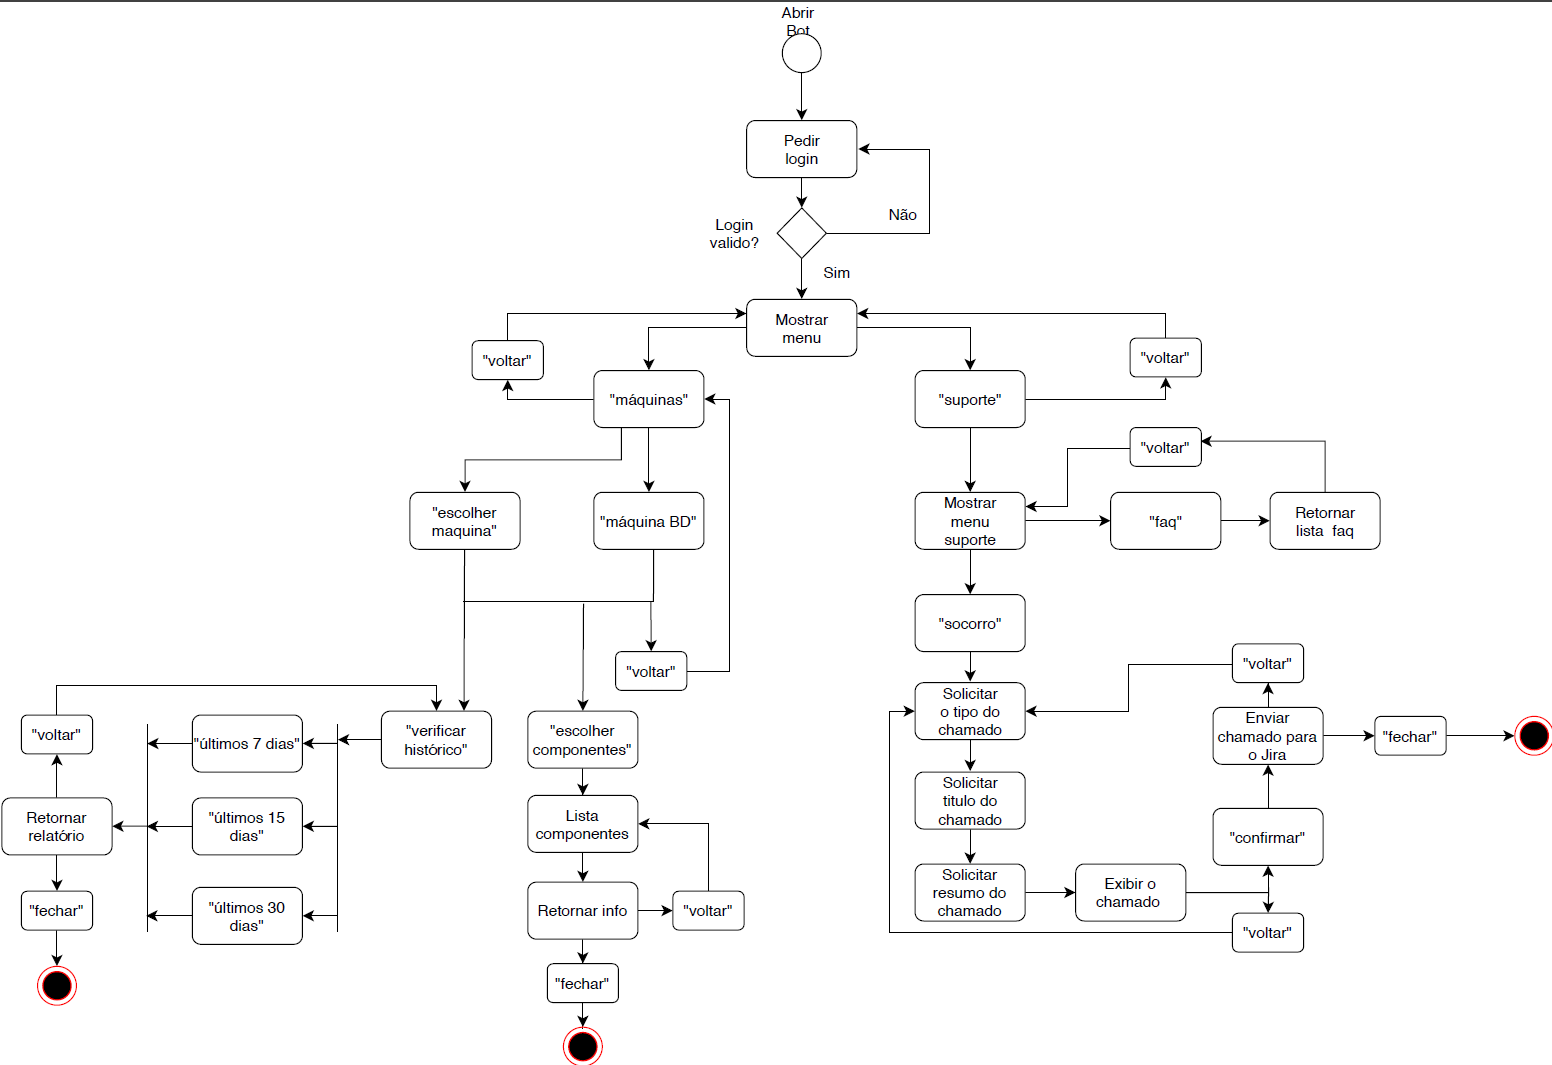 Abrir
Bot
Pedir
login
Login
valido?
Não
Sim
Mostrar
menu
"voltar"
"máquinas"
"suporte"
"voltar"
"voltar"
"escolher
maquina"
"máquina BD"
Mostrar
menu
suporte
"faq"
Retornar
lista faq
"socorro"
"voltar"
"voltar"
Solicitar
o tipo do
chamado
Enviar
chamado para
o Jira
"fechar"
"voltar"
"últimos 7 dias"
"verificar
histórico"
"escolher
componentes"
Solicitar
titulo do
chamado
Retornar
relatório
"últimos 15
dias"
Lista
componentes
"confirmar"
Solicitar
resumo do
chamado
Exibir o
chamado
"fechar"
"últimos 30
dias"
Retornar info
"voltar"
"voltar"
"fechar"